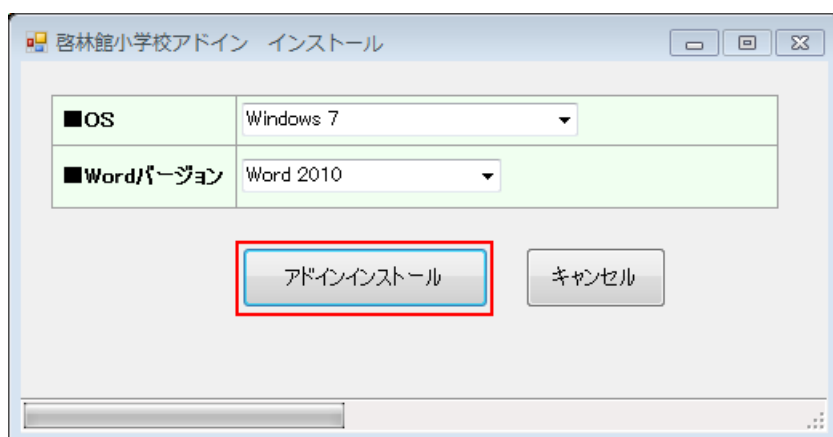 啓林館小学校アドイン　インストール
■OS
Windows 7
■Wordバージョン
Word 2010
アドインインストール
キャンセル